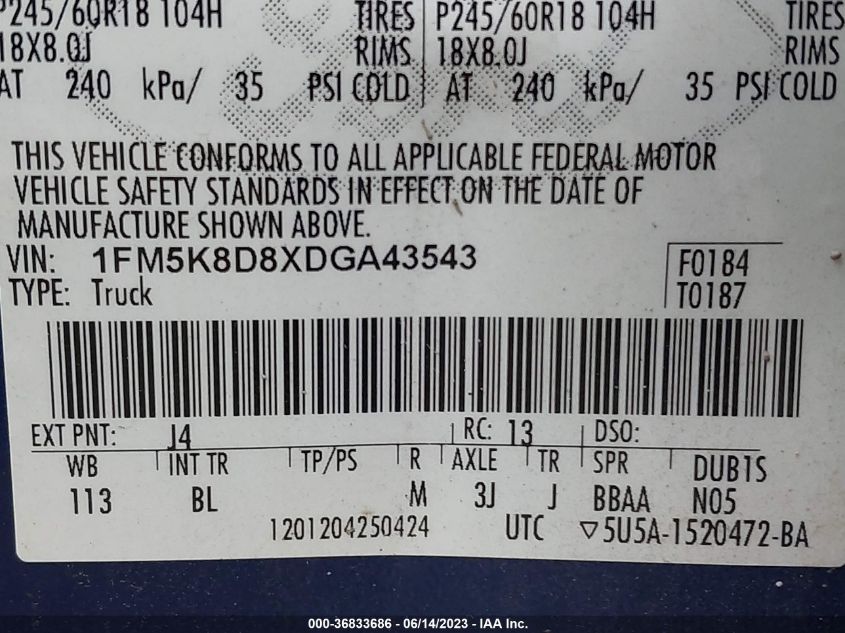 P245/60R18 104H TIRES P245/60R18 104H TIRES
18X8.0J RIMS 18X8.0J RIMS
AT 240 kPa/ 35 PSI COLD AT 240 kPa/ 35 PSI COLD
THIS VEHICLE CONFORMS TO ALL APPLICABLE FEDERAL MOTOR
VEHICLE SAFETY STANDARDS IN EFFECT ON THE DATE OF
MANUFACTURE SHOWN ABOVE.
VIN: 1FM5K8D8XDGA43543 F0184
TYPE: Truck T0187
EXT PNT: J4 RC: 13 DSO:
WB INT TR TP/PS R AXLE TR SPR DUBTS
113 BL M 3J J BBAA N05
1201204250424 UTC ▽5U5A-1520472-BA
000-36833686 - 06/14/2023 - IAA Inc.